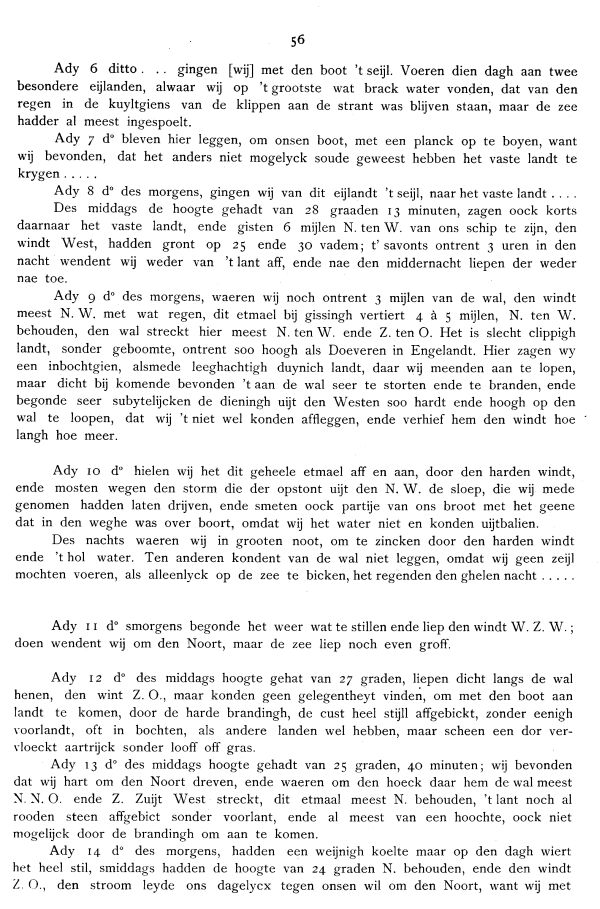 56
Ady 6 ditto . .. gingen [wij] met den boot 't seijl. Voeren dien dagh aan twee
besondere eijlanden, alwaar wij op 't grootste wat brack water vonden, dat van den
regen in de kuyltgiens van de klippen aan de strant was blijven staan, maar de zee
hadder al meest ingespoelt.
Ady 7 d° bleven hier leggen, om onsen boot, met een planck op te boyen, want
wij bevonden, dat het anders niet mogelyck soude geweest hebben het vaste landt te
krygen . . . . .
Ady 8 d° des morgens, gingen wij van dit eijlandt 't seijl, naar het vaste landt . . . .
Des middags de hoogte gehadt van 28 graaden 13 minuten, zagen oock korts
daarnaar het vaste landt, ende gisten 6 mijlen N. ten W. van ons schip te zijn, den
windt West, hadden gront op 25 ende 30 vadem; t' savonts ontrent 3 uren in den
nacht wendent wij weder van 't lant aff, ende nae den middernacht liepen der weder
nae toe.
Ady 9 d° des morgens, waeren wij noch ontrent 3 mijlen van de wal, den windt
meest N. W. met wat regen, dit etmael bij gissingh vertiert 4 à 5 mijlen, N. ten W.
behouden, den wal streckt hier meest N. ten W. ende Z. ten O. Het is slecht clippigh
landt, sonder geboomte, ontrent soo hoogh als Doeveren in Engelandt. Hier zagen wy
een inbochtgien, alsmede leeghachtigh duynich landt, daar wij meenden aan te lopen,
maar dicht bij komende bevonden 't aan de wal seer te storten ende te branden, ende
begonde seer subytelijcken de dieningh uijt den Westen soo hardt ende hoogh op den
wal te loopen, dat wij 't niet wel konden affleggen, ende verhief hem den windt hoe
langh hoe meer.
Ady 10 d° hielen wij het dit geheele etmael aff en aan, door den harden windt,
ende mosten wegen den storm die der opstont uijt den N. W. de sloep, die wij mede
genomen hadden laten drijven, ende smeten oock partije van ons broot met het geene
dat in den weghe was over boort, omdat wij het water niet en konden uijtbalien.
Des nachts waeren wij in grooten noot, om te zincken door den harden windt
ende 't hol water. Ten anderen kondent van de wal niet leggen, omdat wij geen zeijl
mochten voeren, als alleenlyck op de zee te bicken, het regenden den ghelen nacht . . . . .
Ady 11 d° smorgens begonde het weer wat te stillen ende liep den windt W. Z. W.;
doen wendent wij om den Noort, maar de zee liep noch even groff.
Ady 12 d° des middags hoogte gehat van 27 graden, liepen dicht langs de wal
henen, den wint Z. O., maar konden geen gelegentheyt vinden, om met den boot aan
landt te komen, door de harde brandingh, de cust heel stijll affgebickt, zonder eenigh
voorlandt, oft in bochten, als andere landen wel hebben, maar scheen een dor ver-
vloeckt aartrijck sonder looff off gras.
Ady 13 d° des middags hoogte gehadt van 25 graden, 40 minuten; wij bevonden
dat wij hart om den Noort dreven, ende waeren om den hoeck daar hem de wal meest
N. N. O. ende Z. Zuijt West streckt, dit etmaal meest N. behouden, 't lant noch al
rooden steen affgebict sonder voorlant, ende al meest van een hoochte, oock niet
mogelijck door de brandingh om aan te komen.
Ady 14 d° des morgens, hadden een weijnigh koelte maar op den dagh wiert
het heel stil, smiddags hadden de hoogte van 24 graden N. behouden, ende den windt
Z. O., den stroom leyde ons dagelycx tegen onsen wil om den Noort, want wij met